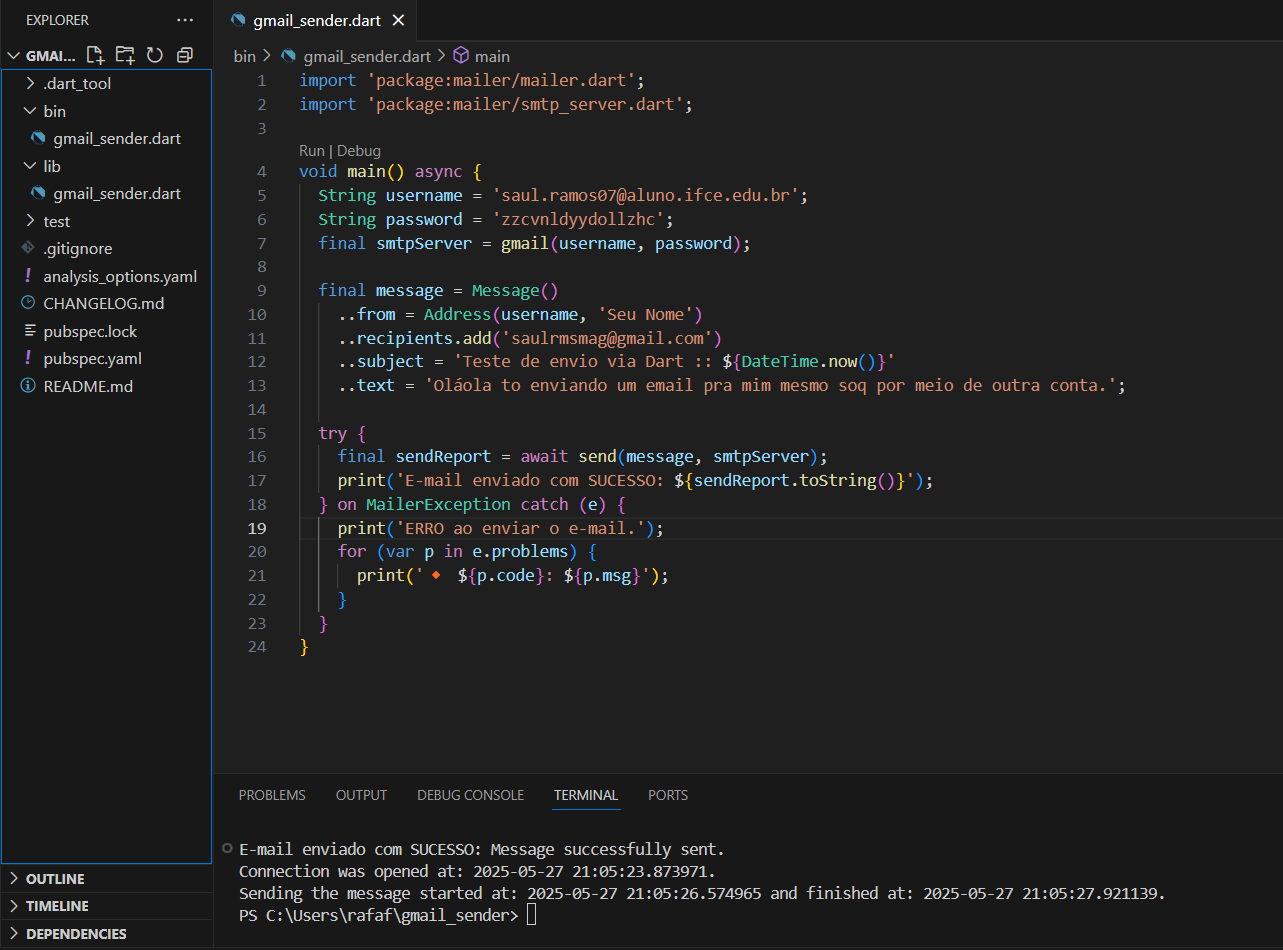 EXPLORER
GMAI...
.dart_tool
bin
gmail_sender.dart
lib
gmail_sender.dart
test
.gitignore
analysis_options.yaml
CHANGELOG.md
pubspec.lock
pubspec.yaml
README.md
OUTLINE
TIMELINE
DEPENDENCIES
gmail_sender.dart
bin > gmail_sender.dart > main
1 import 'package:mailer/mailer.dart';
2 import 'package:mailer/smtp_server.dart';
3
Run | Debug
4 void main() async {
5   String username = 'saul.ramos07@aluno.ifce.edu.br';
6   String password = 'zzcvnldyydollzhc';
7   final smtpServer = gmail(username, password);
8
9   final message = Message()
10     ..from = Address(username, 'Seu Nome')
11     ..recipients.add('saulrmsmag@gmail.com')
12     ..subject = 'Teste de envio via Dart :: ${DateTime.now()}'
13     ..text = 'Oláola to enviando um email pra mim mesmo soq por meio de outra conta.';
14
15   try {
16     final sendReport = await send(message, smtpServer);
17     print('E-mail enviado com SUCESSO: ${sendReport.toString()}');
18   } on MailerException catch (e) {
19     print('ERRO ao enviar o e-mail.');
20     for (var p in e.problems) {
21       print('🔸 ${p.code}: ${p.msg}');
22     }
23   }
24 }
PROBLEMS OUTPUT DEBUG CONSOLE TERMINAL PORTS
E-mail enviado com SUCESSO: Message successfully sent.
Connection was opened at: 2025-05-27 21:05:23.873971.
Sending the message started at: 2025-05-27 21:05:26.574965 and finished at: 2025-05-27 21:05:27.921139.
PS C:\Users\rafaf\gmail_sender>